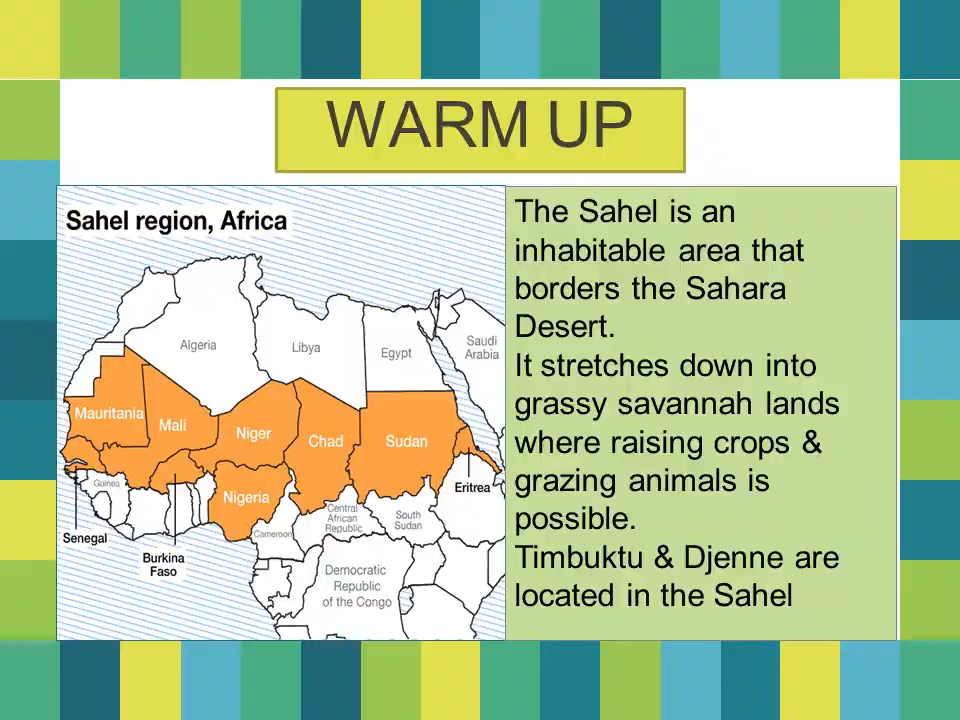 WARM UP
Sahel region, Africa
Algeria
Libya
Egypt
Saudi
Arabia
Mauritania
Mali
Niger
Chad
Sudan
Guinea
Nigeria
Eritrea
Central
African
Republic
South
Sudan
Senegal
Cameroon
Burkina
Faso
Democratic
Republic
of the Congo
The Sahel is an
inhabitable area that
borders the Sahara
Desert.
It stretches down into
grassy savannah lands
where raising crops &
grazing animals is
possible.
Timbuktu & Djenne are
located in the Sahel